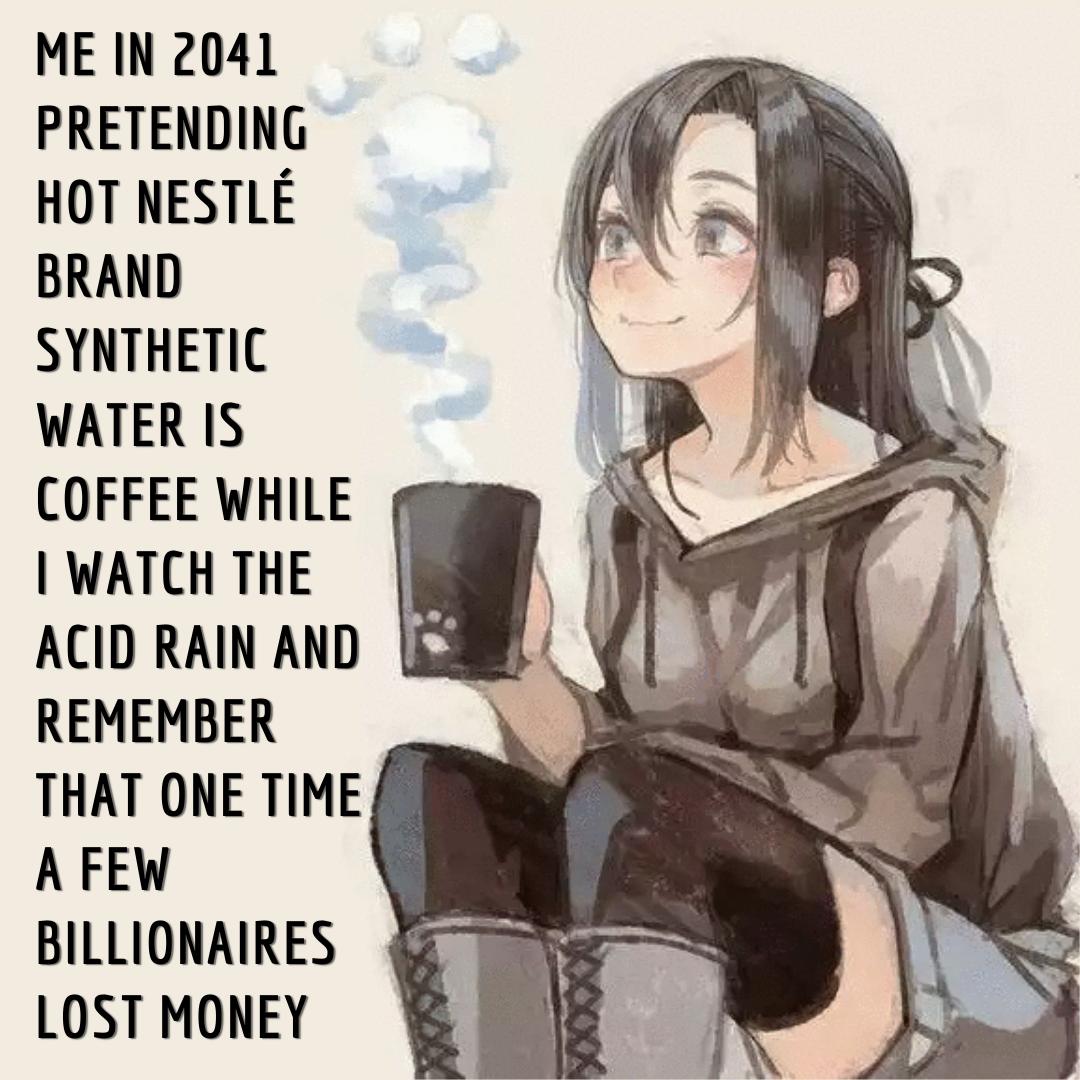 ME IN 2041
PRETENDING
HOT NESTLÉ
BRAND
SYNTHETIC
WATER IS
COFFEE WHILE
I WATCH THE
ACID RAIN AND
REMEMBER
THAT ONE TIME
A FEW
BILLIONAIRES
LOST MONEY